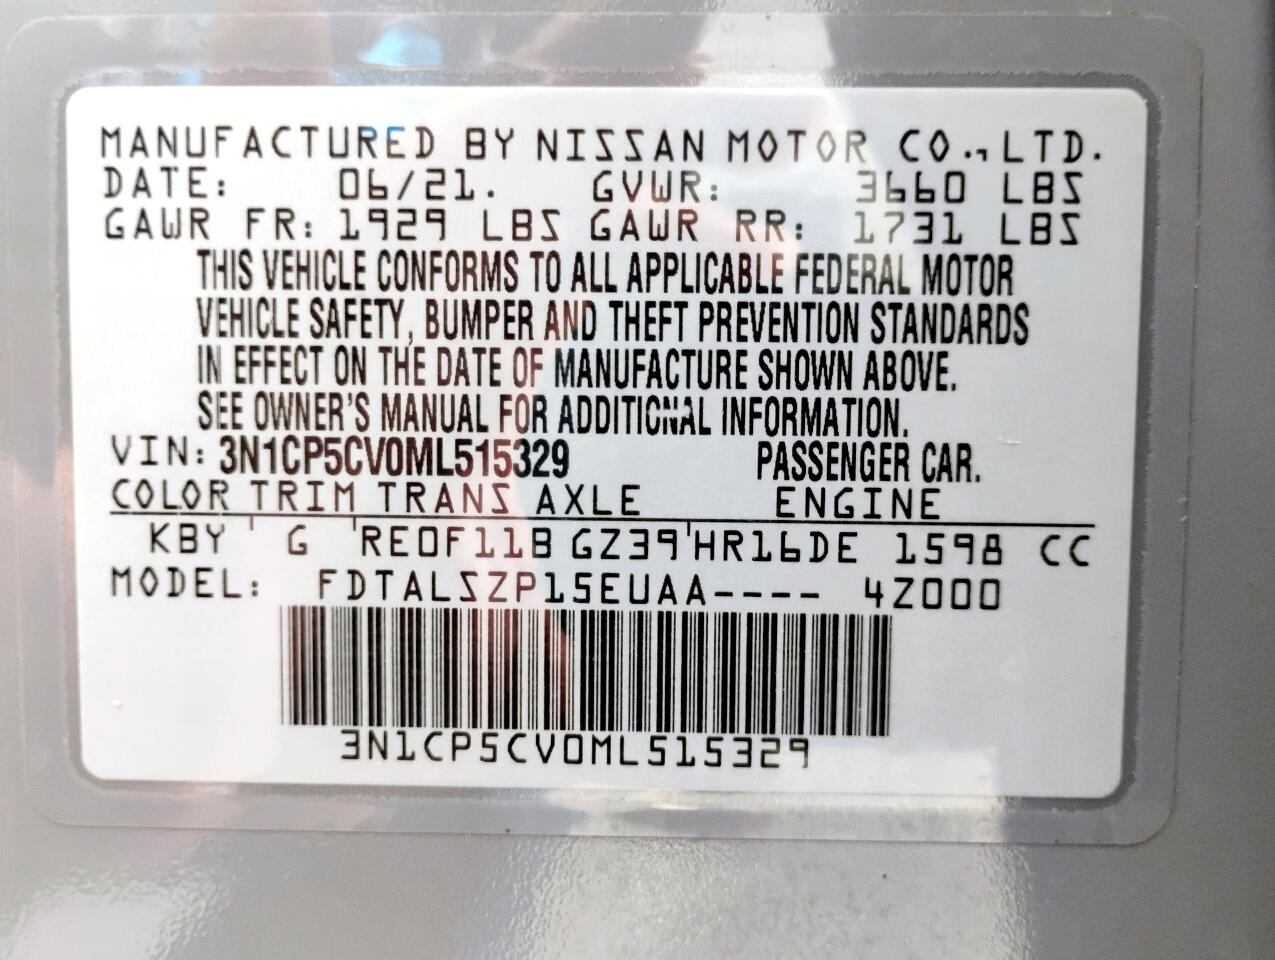 MANUFACTURED BY NISSAN MOTOR CO., LTD.
DATE: 06/21. GVWR: 3660 LBS
GAWR FR: 1929 LBS GAWR RR: 1731 LBS
THIS VEHICLE CONFORMS TO ALL APPLICABLE FEDERAL MOTOR
VEHICLE SAFETY, BUMPER AND THEFT PREVENTION STANDARDS
IN EFFECT ON THE DATE OF MANUFACTURE SHOWN ABOVE.
SEE OWNER'S MANUAL FOR ADDITIONAL INFORMATION.
VIN: 3N1CP5CV0ML515329 PASSENGER CAR.
COLOR TRIM TRANS AXLE ENGINE
KBY G RE0F11B GZ39 HR16DE 1598 CC
MODEL: FDTALSZP15EUAA---- 4Z000
3N1CP5CV0ML515329